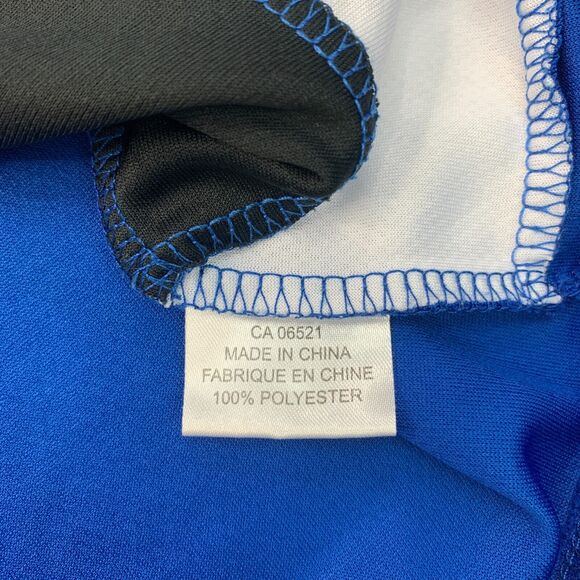 CA 06521
MADE IN CHINA
FABRIQUE EN CHINE
100% POLYESTER